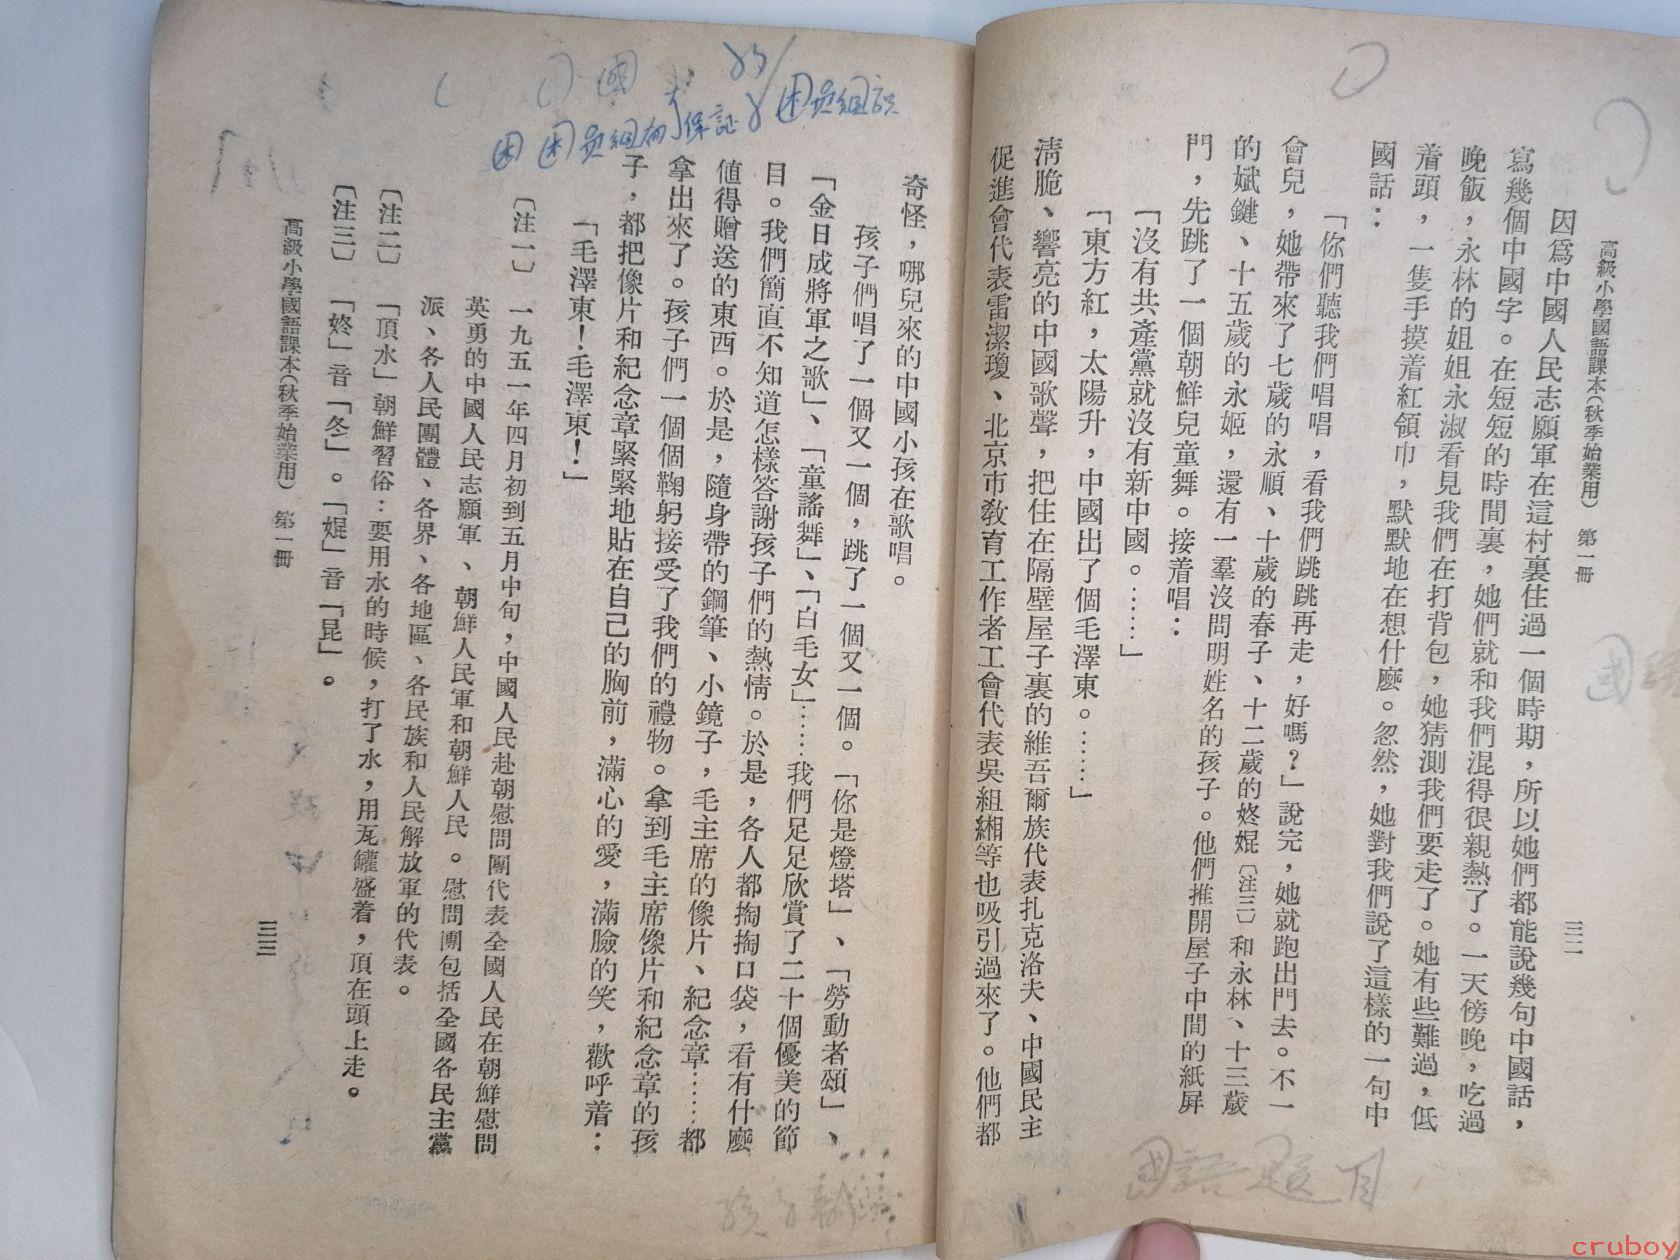 高級小學國語課本(秋季始業用) 第一冊
三二
因爲中國人民志願軍在這村裏住過一個時期，所以她們都能說幾句中國話，
寫幾個中國字。在短短的時間裏，她們就和我們混得很親熱了。一天傍晚，吃過
晚飯，永林的姐姐永淑看見我們在打背包，她猜測我們要走了。她有些難過，低
着頭，一隻手摸着紅領巾，默默地在想什麼。忽然，她對我們說了這樣的一句中
國話：
「你們聽我們唱唱，看我們跳跳再走，好嗎？」說完，她就跑出門去。不一
會兒，她帶來了七歲的永順、十歲的春子、十二歲的㛩婫〔注三〕和永林、十三歲
的斌鍵、十五歲的永姬，還有一羣沒問明姓名的孩子。他們推開屋子中間的紙屛
門，先跳了一個朝鮮兒童舞。接着唱：
「沒有共產黨就沒有新中國。……」
「東方紅，太陽升，中國出了個毛澤東。……」
淸脆、響亮的中國歌聲，把住在隔壁屋子裏的維吾爾族代表扎克洛夫、中國民主
促進會代表雷潔瓊、北京市敎育工作者工會代表吳組緗等也吸引過來了。他們都
奇怪，哪兒來的中國小孩在歌唱。
孩子們唱了一個又一個，跳了一個又一個。「你是燈塔」、「勞動者頌」、
「金日成將軍之歌」、「童謠舞」、「白毛女」……我們足足欣賞了二十個優美的節
目。我們簡直不知道怎樣答謝孩子們的熱情。於是，各人都掏掏口袋，看有什麼
值得贈送的東西。於是，隨身帶的鋼筆、小鏡子，毛主席的像片、紀念章……都
拿出來了。孩子們一個個鞠躬接受了我們的禮物。拿到毛主席像片和紀念章的孩
子，都把像片和紀念章緊緊地貼在自己的胸前，滿心的愛，滿臉的笑，歡呼着：
「毛澤東！毛澤東！」
〔注一〕 一九五一年四月初到五月中旬，中國人民赴朝慰問團代表全國人民在朝鮮慰問
英勇的中國人民志願軍、朝鮮人民軍和朝鮮人民。慰問團包括全國各民主黨
派、各人民團體、各界、各地區、各民族和人民解放軍的代表。
〔注二〕 「頂水」朝鮮習俗：要用水的時候，打了水，用瓦罐盛着，頂在頭上走。
〔注三〕 「㛩」音「冬」。「婫」音「昆」。
高級小學國語課本(秋季始業用) 第一冊
三三
國語題目
國
保証
cruboy